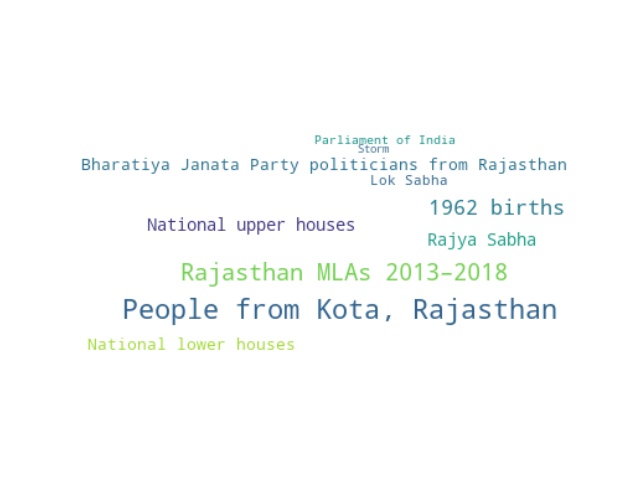 Parliament of India
Storm
Bharatiya Janata Party politicians from Rajasthan
Lok Sabha
1962 births
National upper houses
Rajya Sabha
Rajasthan MLAs 2013–2018
People from Kota, Rajasthan
National lower houses